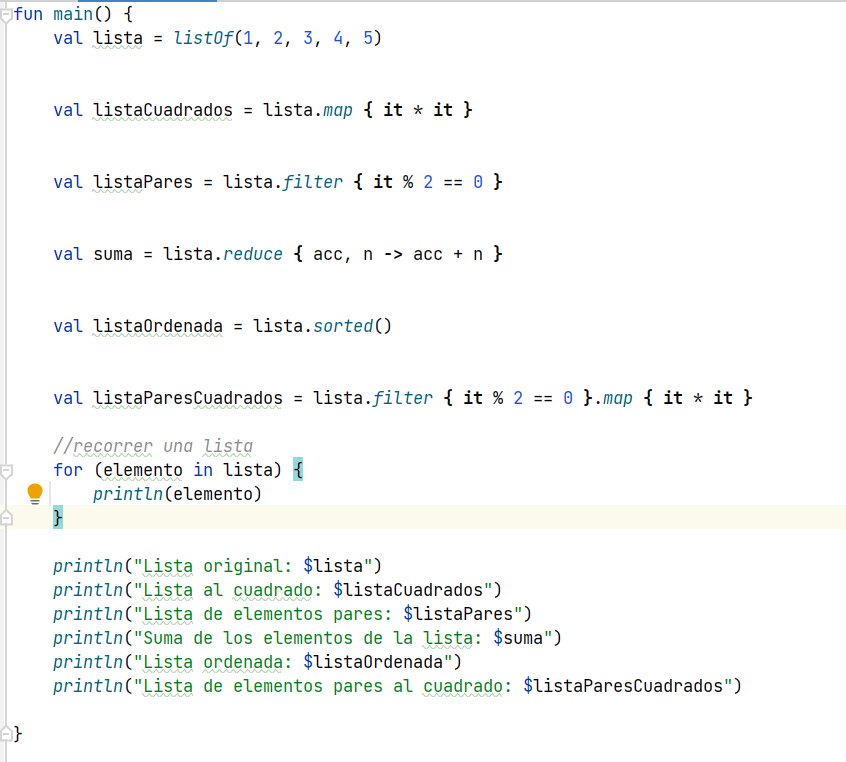 fun main() {
    val lista = listOf(1, 2, 3, 4, 5)
    val listaCuadrados = lista.map { it * it }
    val listaPares = lista.filter { it % 2 == 0 }
    val suma = lista.reduce { acc, n -> acc + n }
    val listaOrdenada = lista.sorted()
    val listaParesCuadrados = lista.filter { it % 2 == 0 }.map { it * it }
    //recorrer una lista
    for (elemento in lista) {
        println(elemento)
    }
    println("Lista original: $lista")
    println("Lista al cuadrado: $listaCuadrados")
    println("Lista de elementos pares: $listaPares")
    println("Suma de los elementos de la lista: $suma")
    println("Lista ordenada: $listaOrdenada")
    println("Lista de elementos pares al cuadrado: $listaParesCuadrados")
}